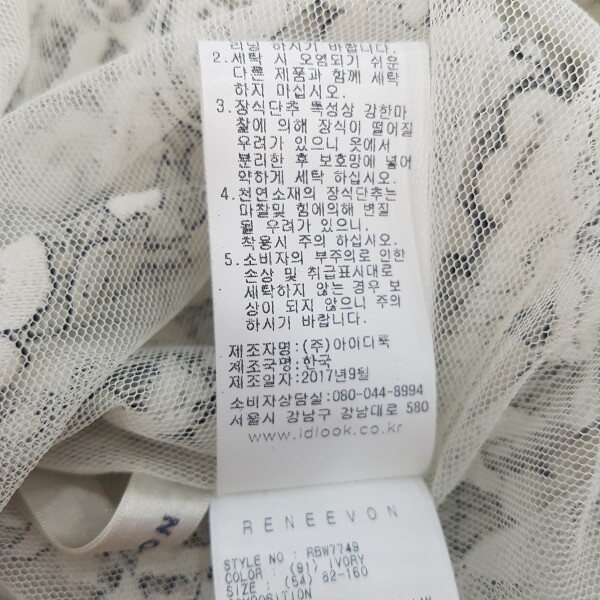 리닝 하시기 바랍니다.
2.세탁 시 오염되기 쉬운
다른 제품과 함께 세탁
하지 마십시오.
3.장식단추 특성상 강한마
찰에 의해 장식이 떨어질
우려가 있으니 옷에서
분리한 후 보호망에 넣어
약하게 세탁 하십시오.
4.천연소재의 장식단추는
마찰및 힘에의해 변질
될 우려가 있으니,
착용시 주의 하십시오.
5.소비자의 부주의로 인한
손상 및 취급표시대로
세탁하지 않는 경우 보
상이 되지 않으니 주의
하시기 바랍니다.
제조자명:(주)아이디룩
제조국명:한국
제조일자:2017년9월
소비자상담실:080-044-8994
서울시 강남구 강남대로 580
www.idlook.co.kr
RENEEVON
STYLE NO : RBW7749
COLOR : (91) IVORY
SIZE : (54) 82-160